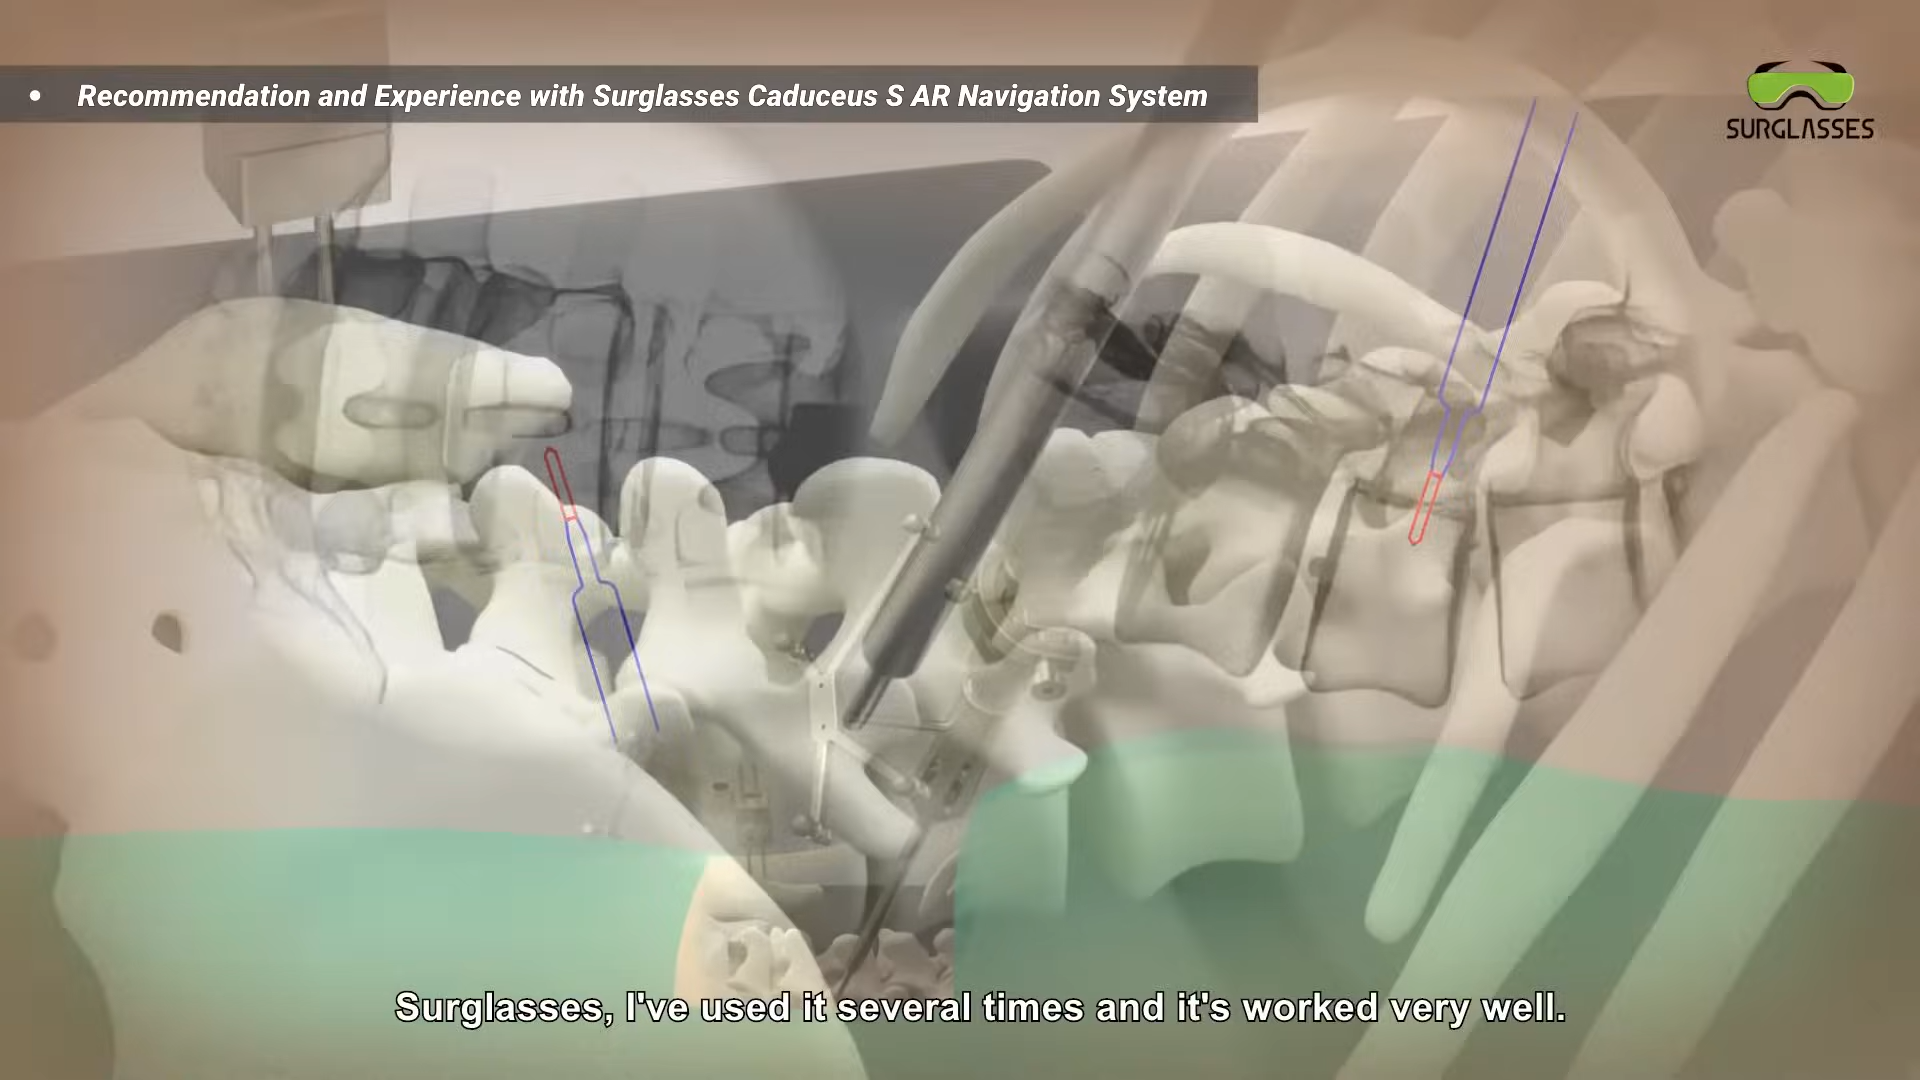 • Recommendation and Experience with Surglasses Caduceus S AR Navigation System
SURGLASSES
Surglasses, I've used it several times and it's worked very well.